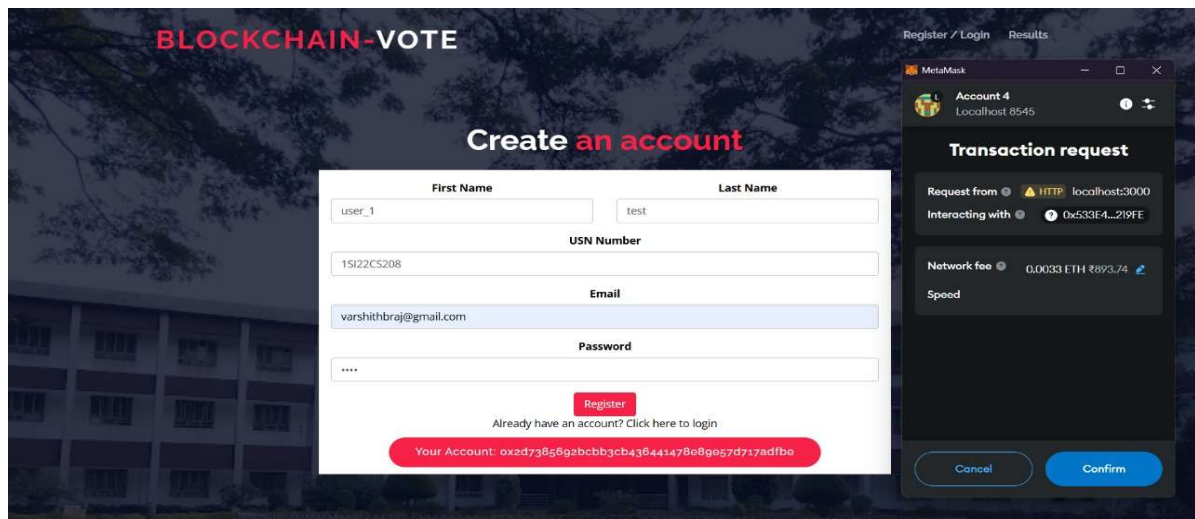 BLOCKCHAIN-VOTE
Register / Login Results
Create an account
First Name Last Name
user_1 test
USN Number
1SI22CS208
Email
varshithbraj@gmail.com
Password
••••
Register
Already have an account? Click here to login
Your Account: 0x2d7385692bcbb3cb436441478e89e57d717adfbe
MetaMask
L
Account 4
Localhost 8545
Transaction request
Request from HTTP localhost:3000
Interacting with 0x533E4...219FE
Network fee 0.0033 ETH ₹893.74
Speed
Cancel Confirm